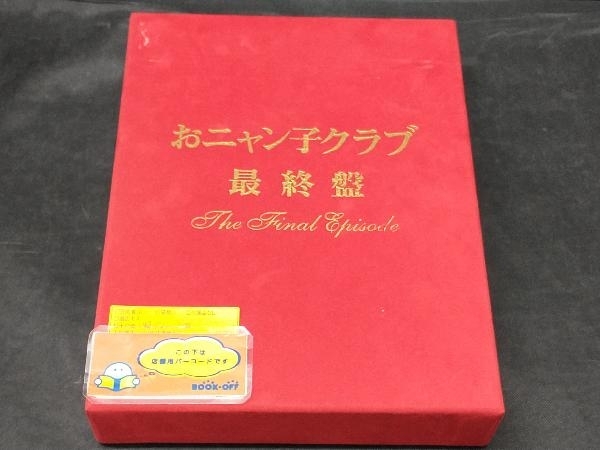 おニャン子クラブ
最終盤
The Final Episode
この下は
店舗用バーコードです
BOOK-OFF